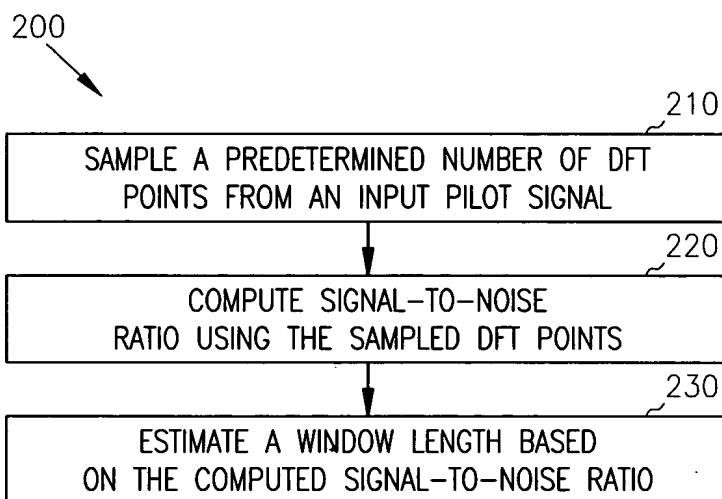 200
210
SAMPLE A PREDETERMINED NUMBER OF DFT
POINTS FROM AN INPUT PILOT SIGNAL
220
COMPUTE SIGNAL-TO-NOISE
RATIO USING THE SAMPLED DFT POINTS
230
ESTIMATE A WINDOW LENGTH BASED
ON THE COMPUTED SIGNAL-TO-NOISE RATIO